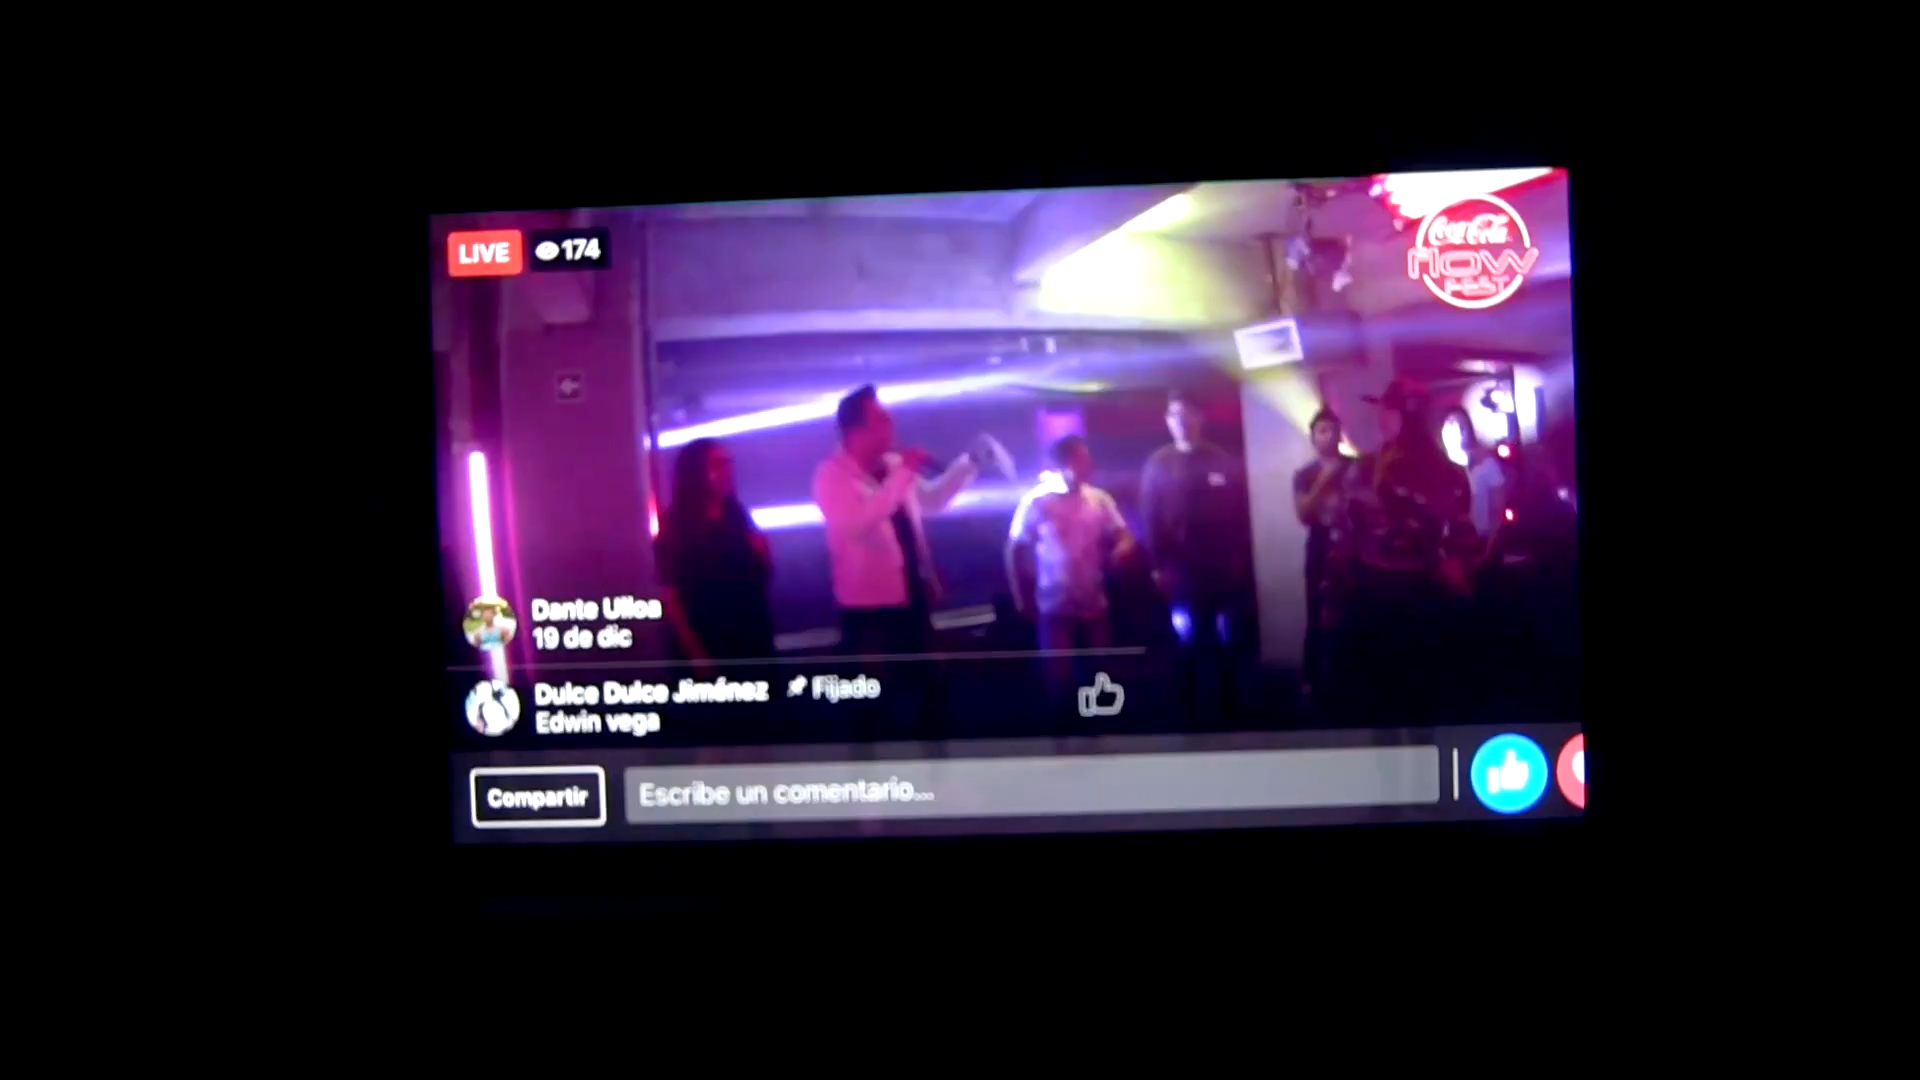 LIVE 174
Coca-Cola
now
FEST
Dante Ulloa
19 de dic
Dulce Dulce Jiménez Fijado
Edwin vega
Compartir
Escribe un comentario...